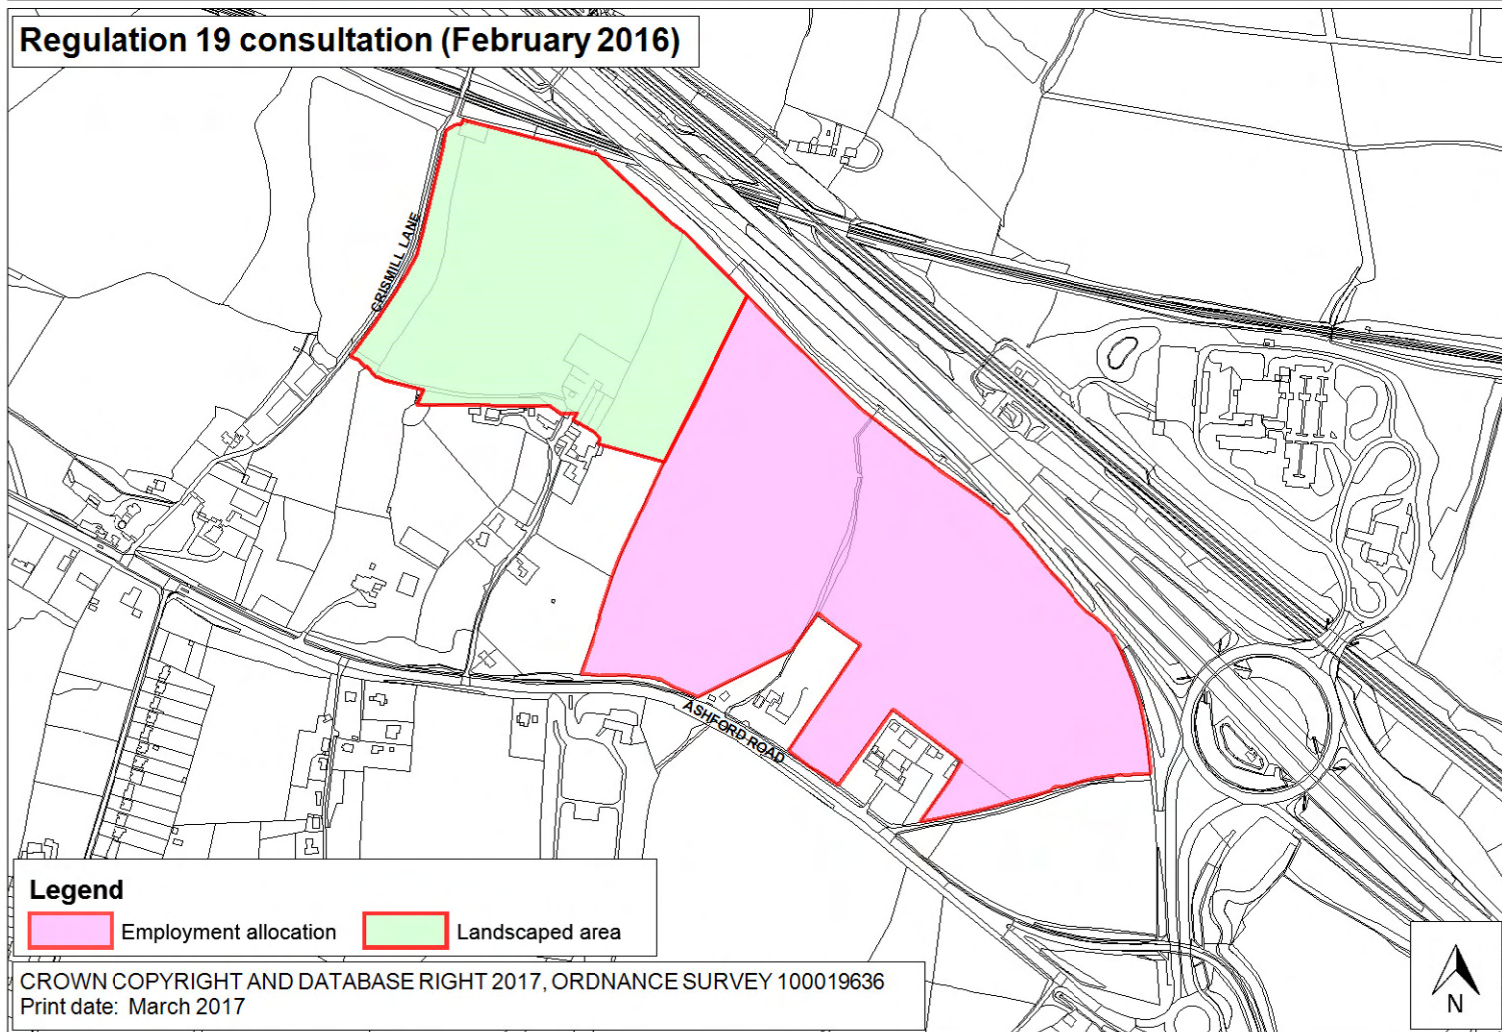 Regulation 19 consultation (February 2016)
CRISMILL LANE
ASHFORD ROAD
Legend
Employment allocation
Landscaped area
CROWN COPYRIGHT AND DATABASE RIGHT 2017, ORDNANCE SURVEY 100019636
Print date: March 2017
N